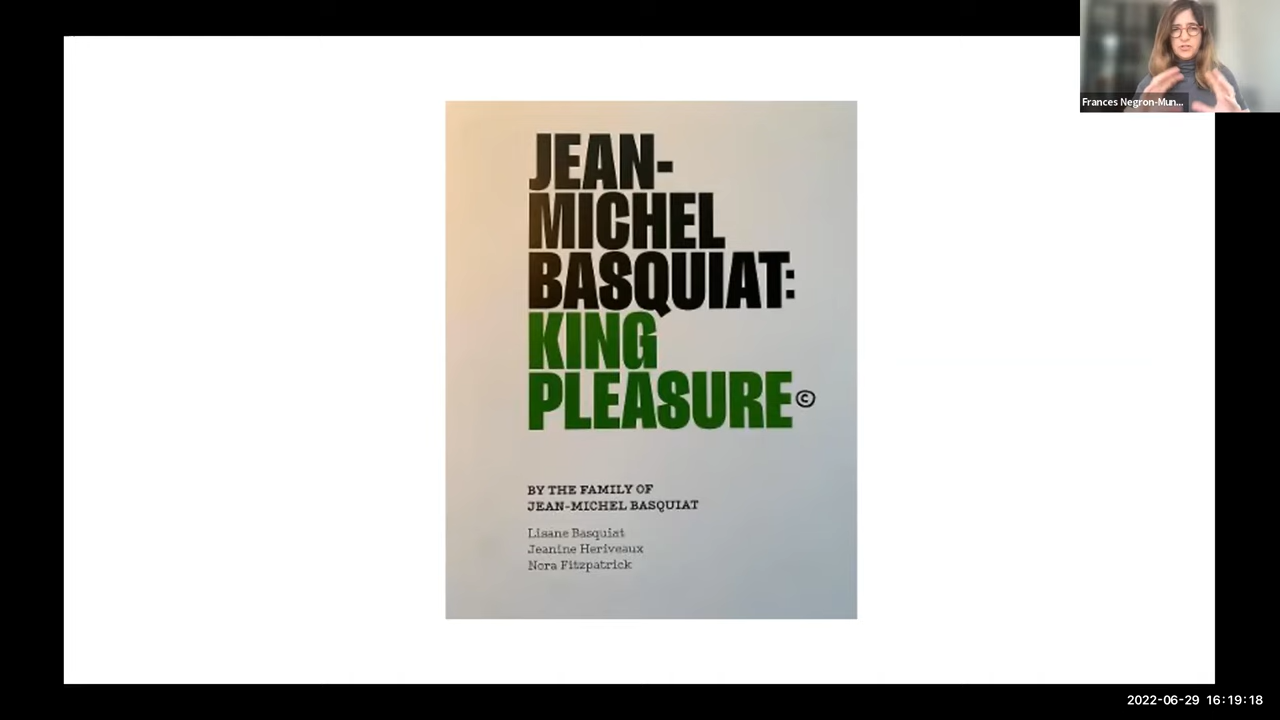 Frances Negron-Mun...
JEAN-
MICHEL
BASQUIAT:
KING
PLEASURE©
BY THE FAMILY OF
JEAN-MICHEL BASQUIAT
Lisane Basquiat
Jeanine Heriveaux
Nora Fitzpatrick
2022-06-29 16:19:18